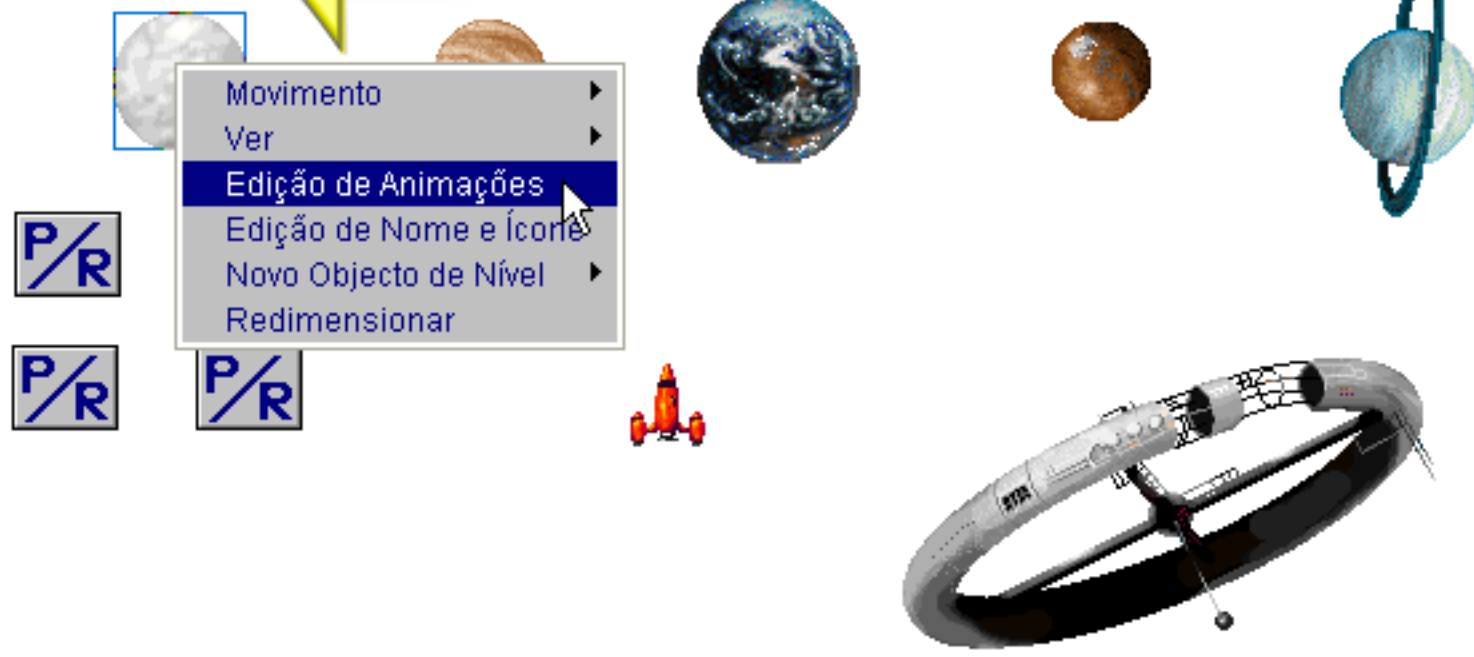 Movimento
Ver
Edição de Animações
Edição de Nome e Ícone
Novo Objecto de Nível
Redimensionar
P/R
P/R
P/R